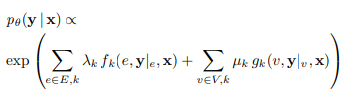 p_θ(𝐲 | 𝐱) ∝
exp ( ∑_{e∈E,k} λ_k f_k(e, 𝐲|_e, 𝐱) + ∑_{v∈V,k} μ_k g_k(v, 𝐲|_v, 𝐱) )